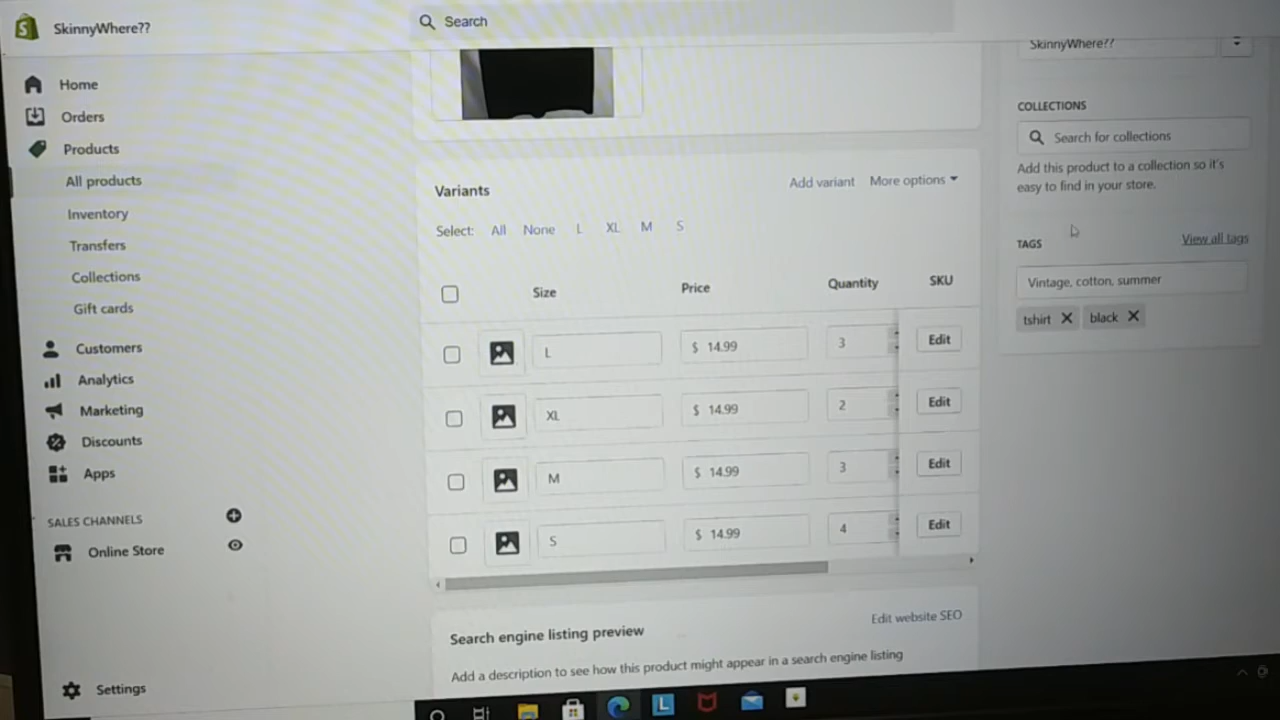 SkinnyWhere??
Search
Home
Orders
Products
All products
Inventory
Transfers
Collections
Gift cards
Customers
Analytics
Marketing
Discounts
Apps
SALES CHANNELS
Online Store
Settings
Variants
Add variant More options
Select: All None L XL M S
Size Price Quantity SKU
L $ 14.99 3 Edit
XL $ 14.99 2 Edit
M $ 14.99 3 Edit
S $ 14.99 4 Edit
Search engine listing preview
Edit website SEO
Add a description to see how this product might appear in a search engine listing
SkinnyWhere??
COLLECTIONS
Search for collections
Add this product to a collection so it's
easy to find in your store.
TAGS View all tags
Vintage, cotton, summer
tshirt black
L